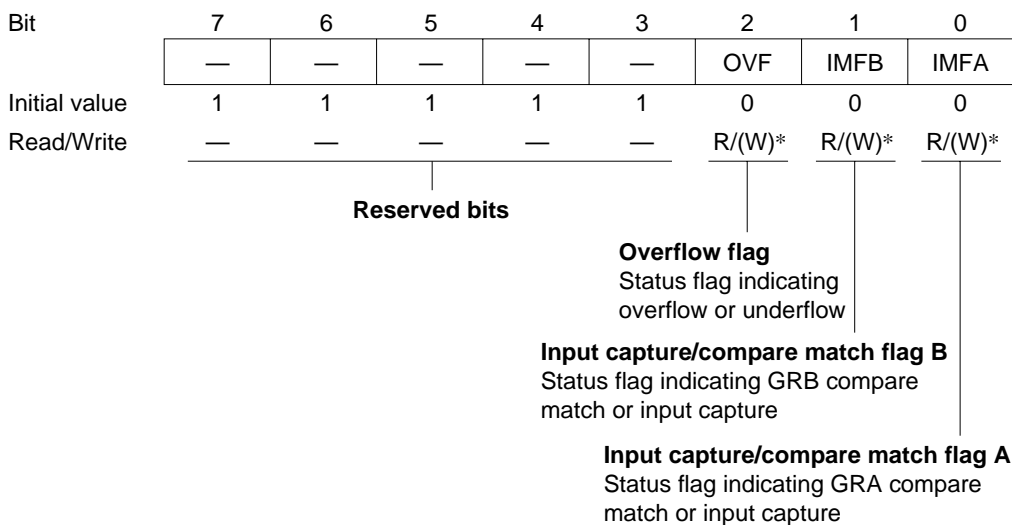 Bit 7 6 5 4 3 2 1 0
— — — — — OVF IMFB IMFA
Initial value 1 1 1 1 1 0 0 0
Read/Write — — — — — R/(W)* R/(W)* R/(W)*
Reserved bits
Overflow flag
Status flag indicating
overflow or underflow
Input capture/compare match flag B
Status flag indicating GRB compare
match or input capture
Input capture/compare match flag A
Status flag indicating GRA compare
match or input capture